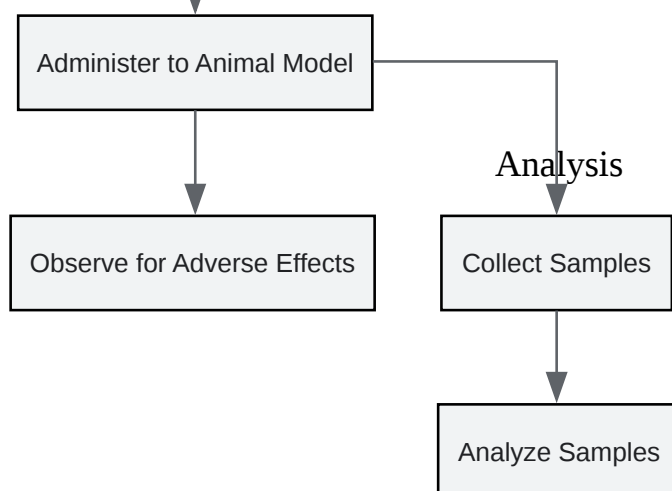 Administer to Animal Model
Analysis
Observe for Adverse Effects
Collect Samples
Analyze Samples